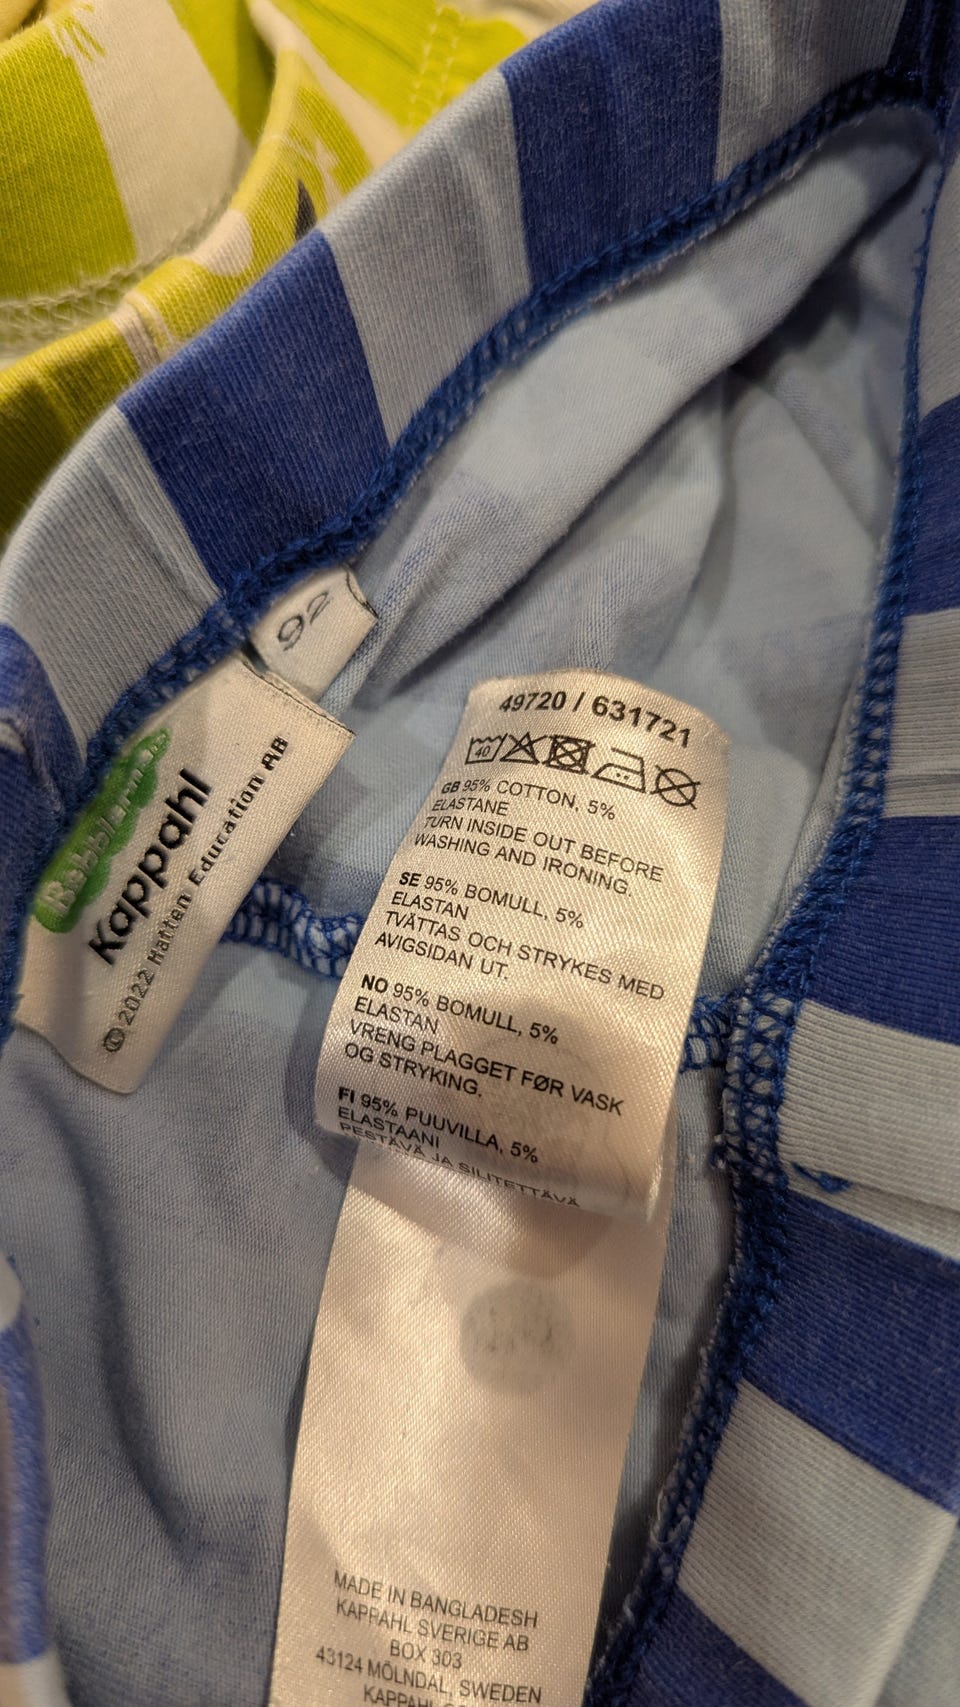 92
Babblarna
Kappahl
©2022 Hatten Education AB
49720 / 631721
40
GB 95% COTTON, 5%
ELASTANE
TURN INSIDE OUT BEFORE
WASHING AND IRONING.
SE 95% BOMULL, 5%
ELASTAN
TVÄTTAS OCH STRYKES MED
AVIGSIDAN UT.
NO 95% BOMULL, 5%
ELASTAN
VRENG PLAGGET FØR VASK
OG STRYKING.
FI 95% PUUVILLA, 5%
ELASTAANI
PESTÄVÄ JA SILITETTÄVÄ
MADE IN BANGLADESH
KAPPAHL SVERIGE AB
BOX 303
43124 MÖLNDAL, SWEDEN
KAPPAHL